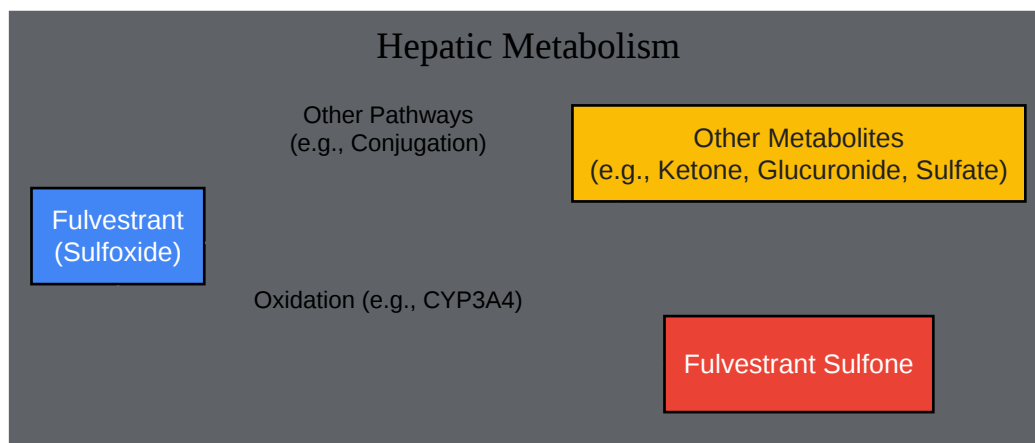 Hepatic Metabolism
Other Pathways
(e.g., Conjugation)
Other Metabolites
(e.g., Ketone, Glucuronide, Sulfate)
Fulvestrant
(Sulfoxide)
Oxidation (e.g., CYP3A4)
Fulvestrant Sulfone